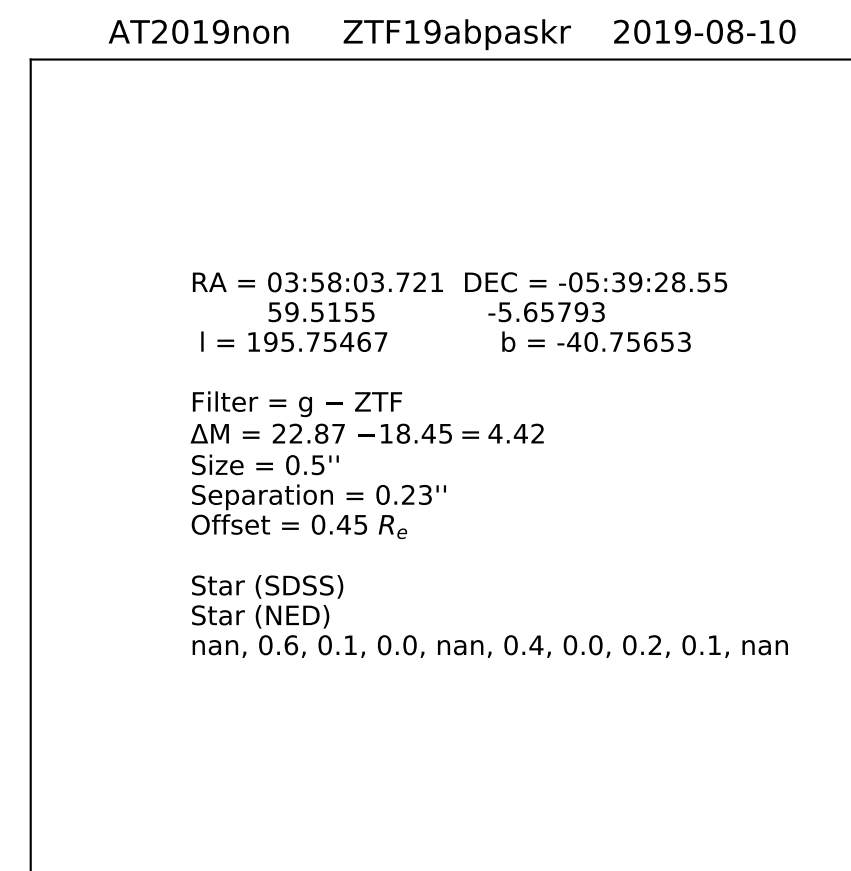 AT2019non ZTF19abpaskr 2019-08-10
RA = 03:58:03.721 DEC = -05:39:28.55
59.5155 -5.65793
l = 195.75467 b = -40.75653
Filter = g − ZTF
ΔM = 22.87 −18.45 = 4.42
Size = 0.5''
Separation = 0.23''
Offset = 0.45 Re
Star (SDSS)
Star (NED)
nan, 0.6, 0.1, 0.0, nan, 0.4, 0.0, 0.2, 0.1, nan